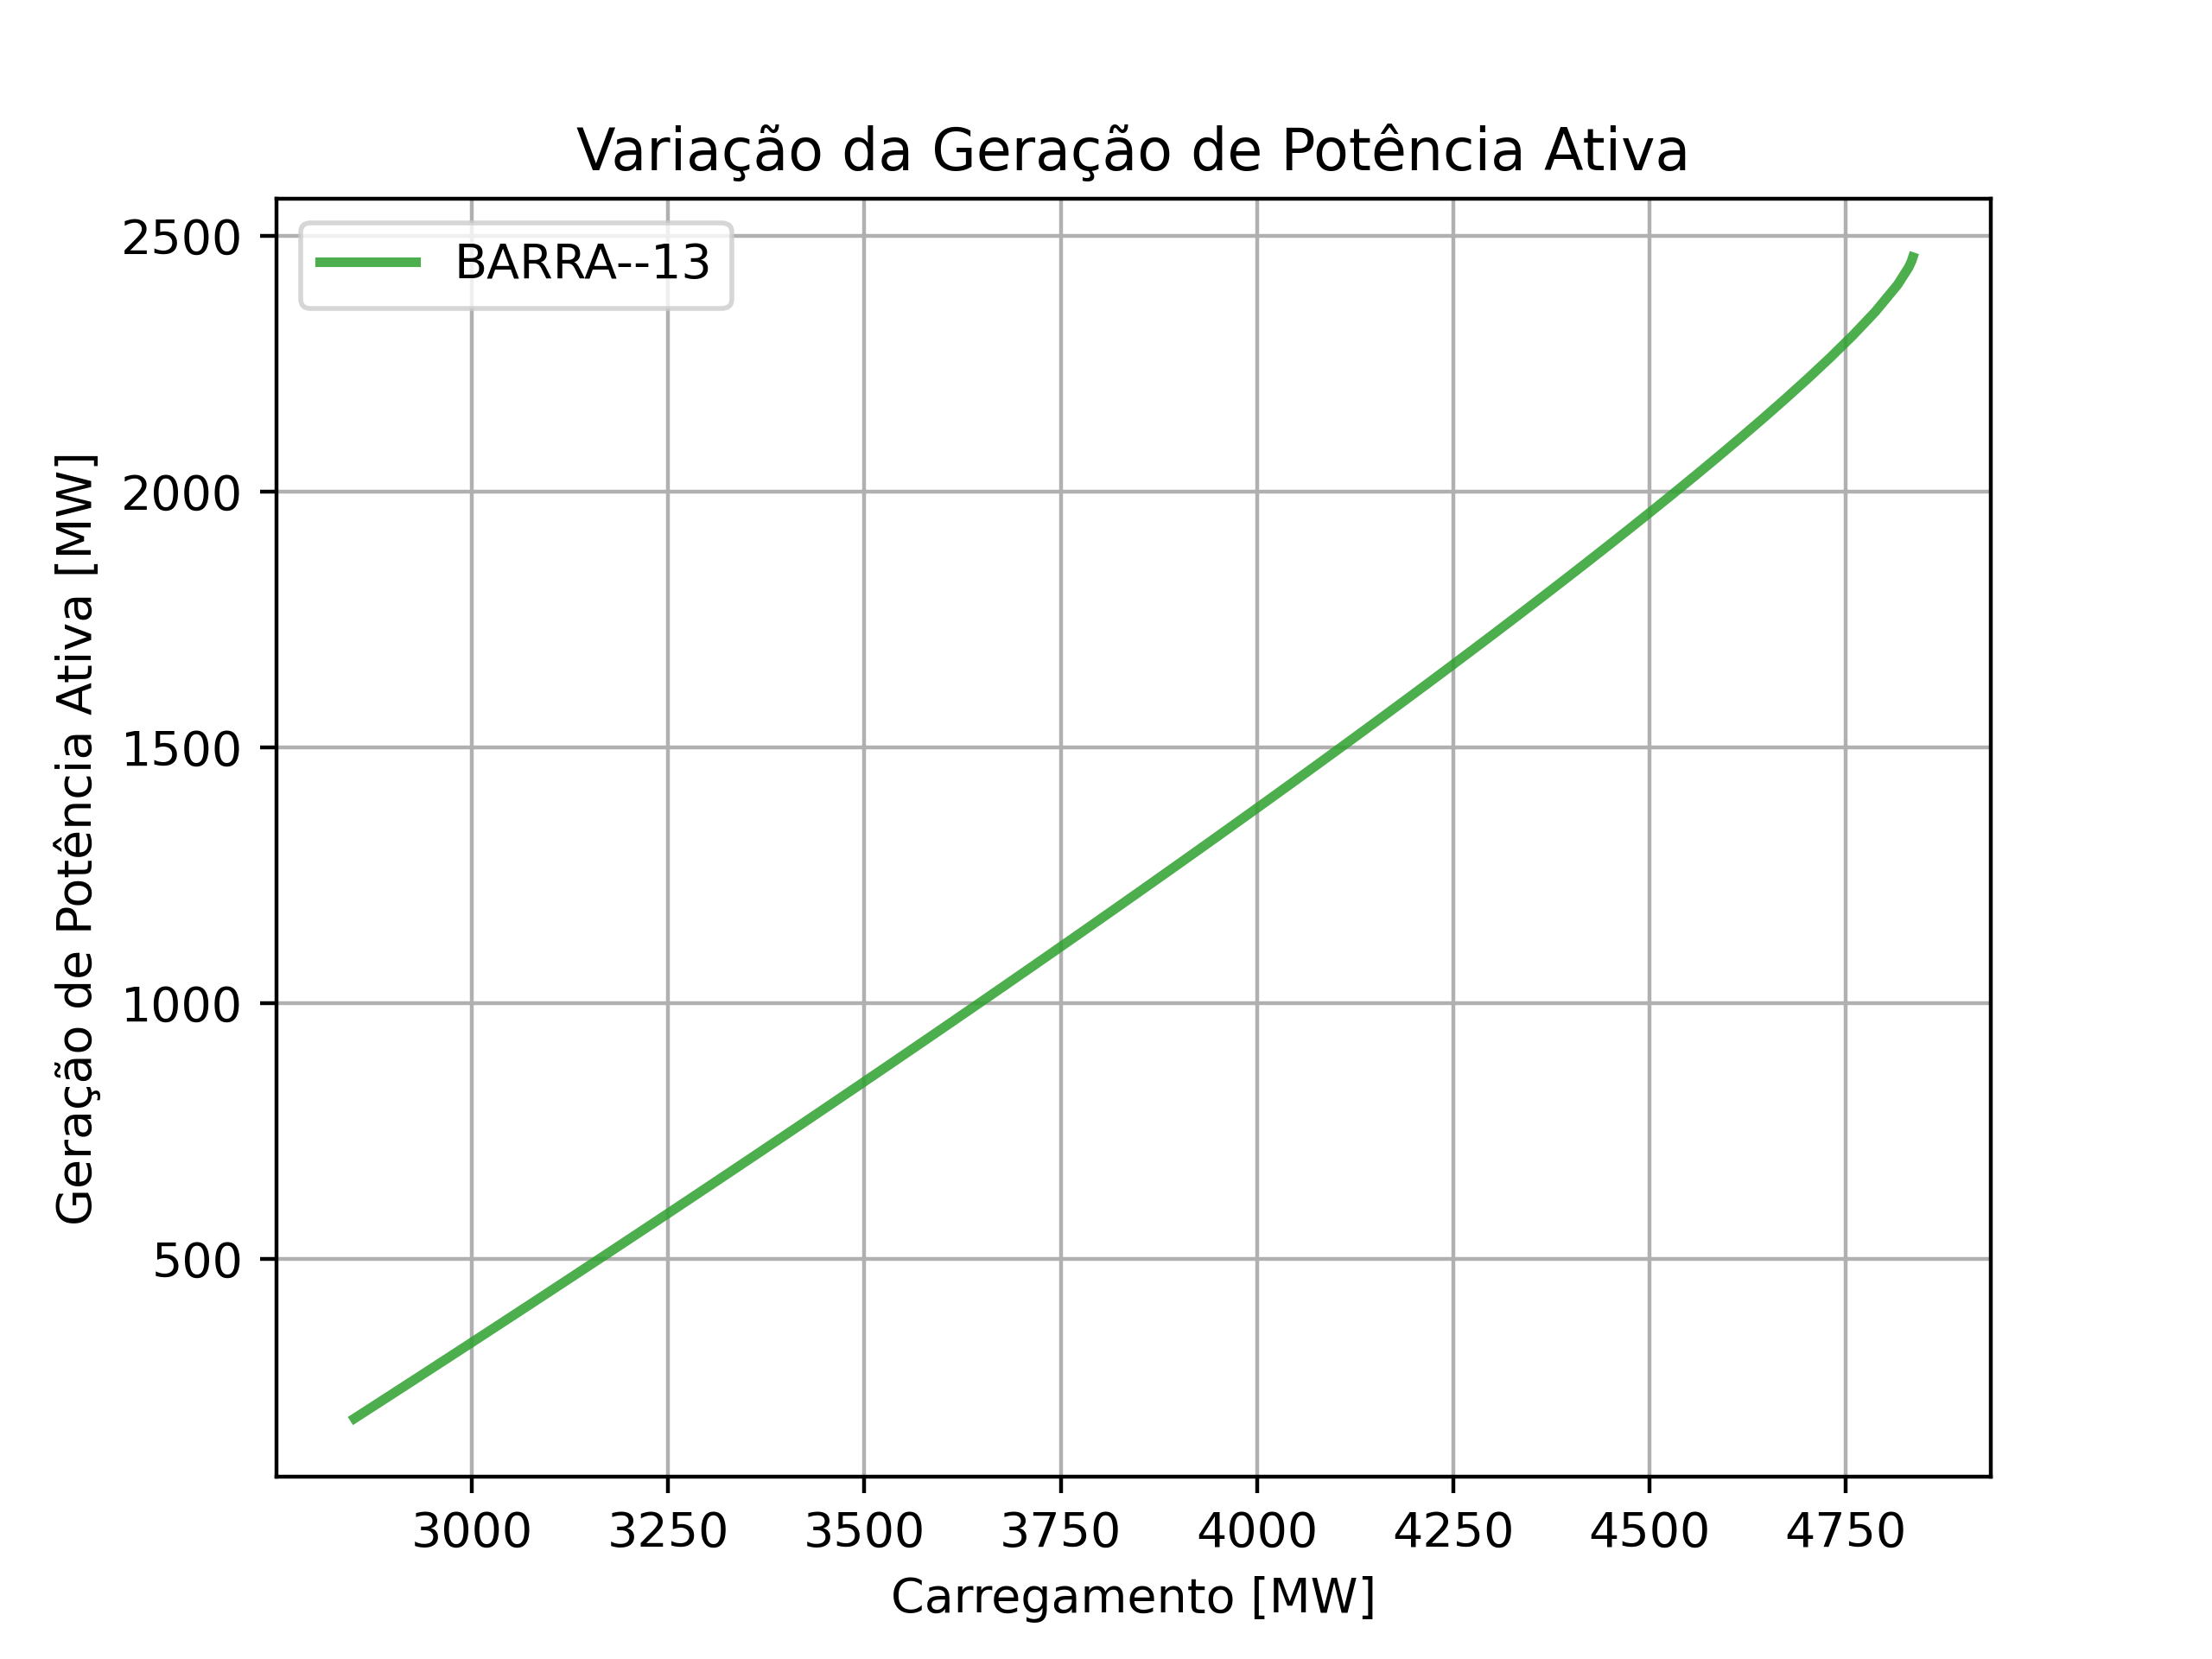 Variação da Geração de Potência Ativa
BARRA--13
Geração de Potência Ativa [MW]
2500
2000
1500
1000
500
3000 3250 3500 3750 4000 4250 4500 4750
Carregamento [MW]